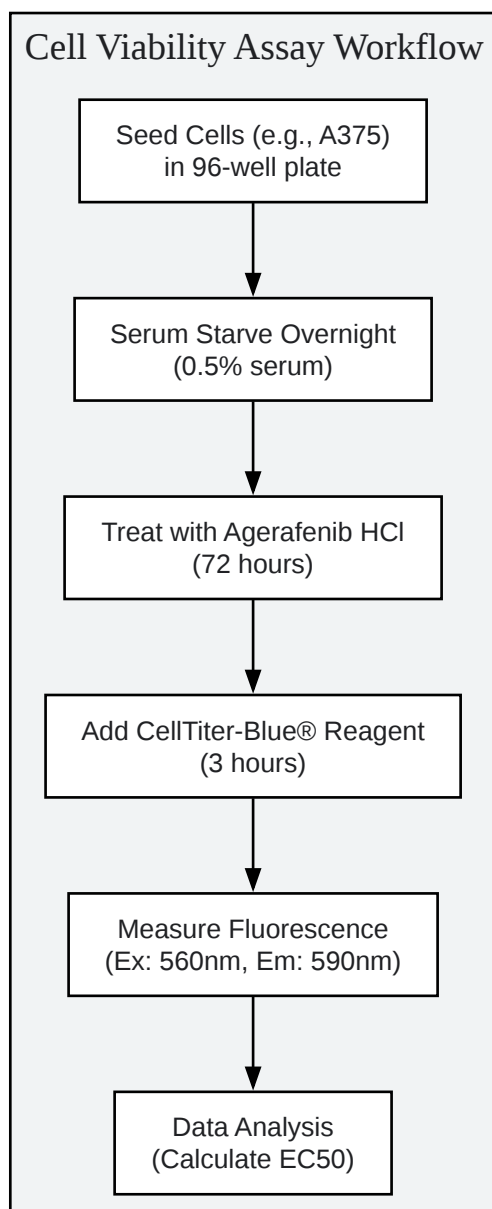 Cell Viability Assay Workflow
Seed Cells (e.g., A375)
in 96-well plate
Serum Starve Overnight
(0.5% serum)
Treat with Agerafenib HCl
(72 hours)
Add CellTiter-Blue® Reagent
(3 hours)
Measure Fluorescence
(Ex: 560nm, Em: 590nm)
Data Analysis
(Calculate EC50)